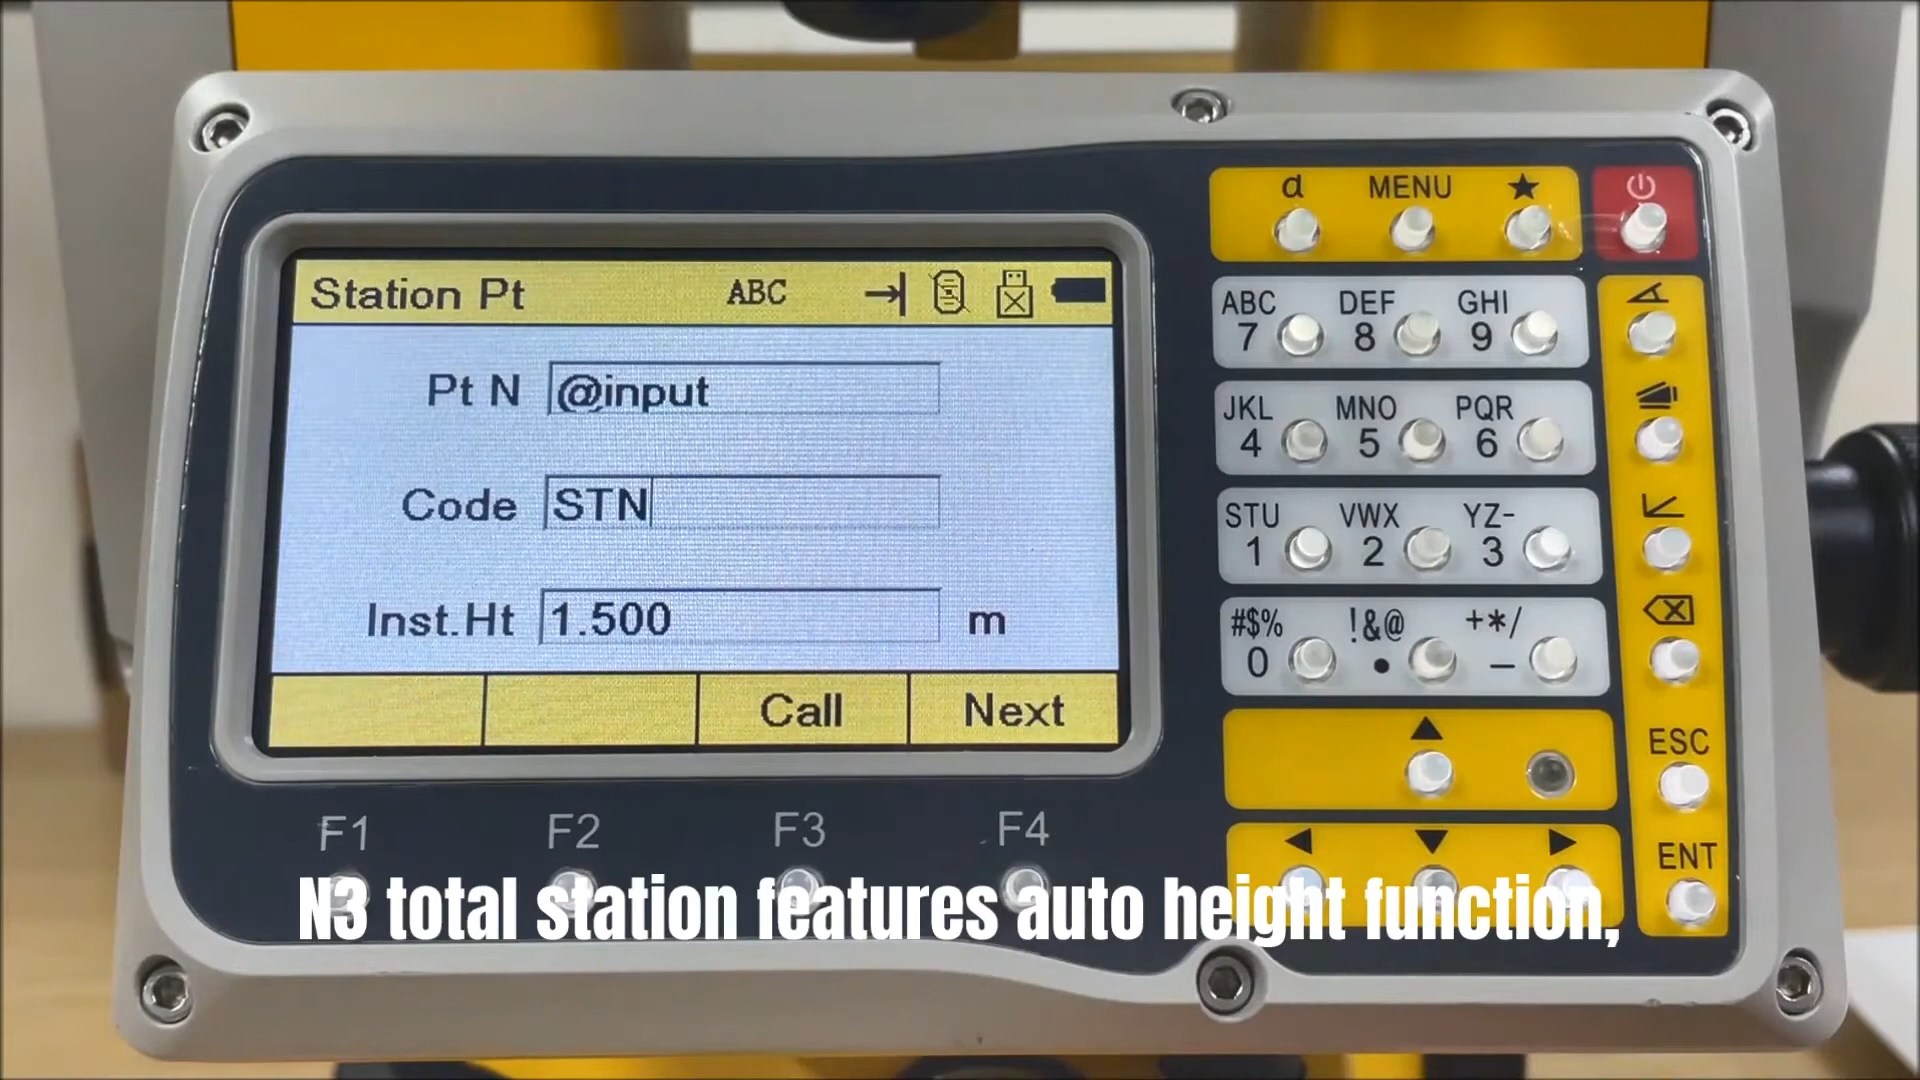 α MENU ★
Station Pt ABC
ABC DEF GHI
7 8 9
Pt N @input
JKL MNO PQR
4 5 6
Code STN
STU VWX YZ-
1 2 3
Inst.Ht 1.500 m
#$% !&@ +*/
0 • –
Call Next
ESC
F1 F2 F3 F4
ENT
N3 total station features auto height function,